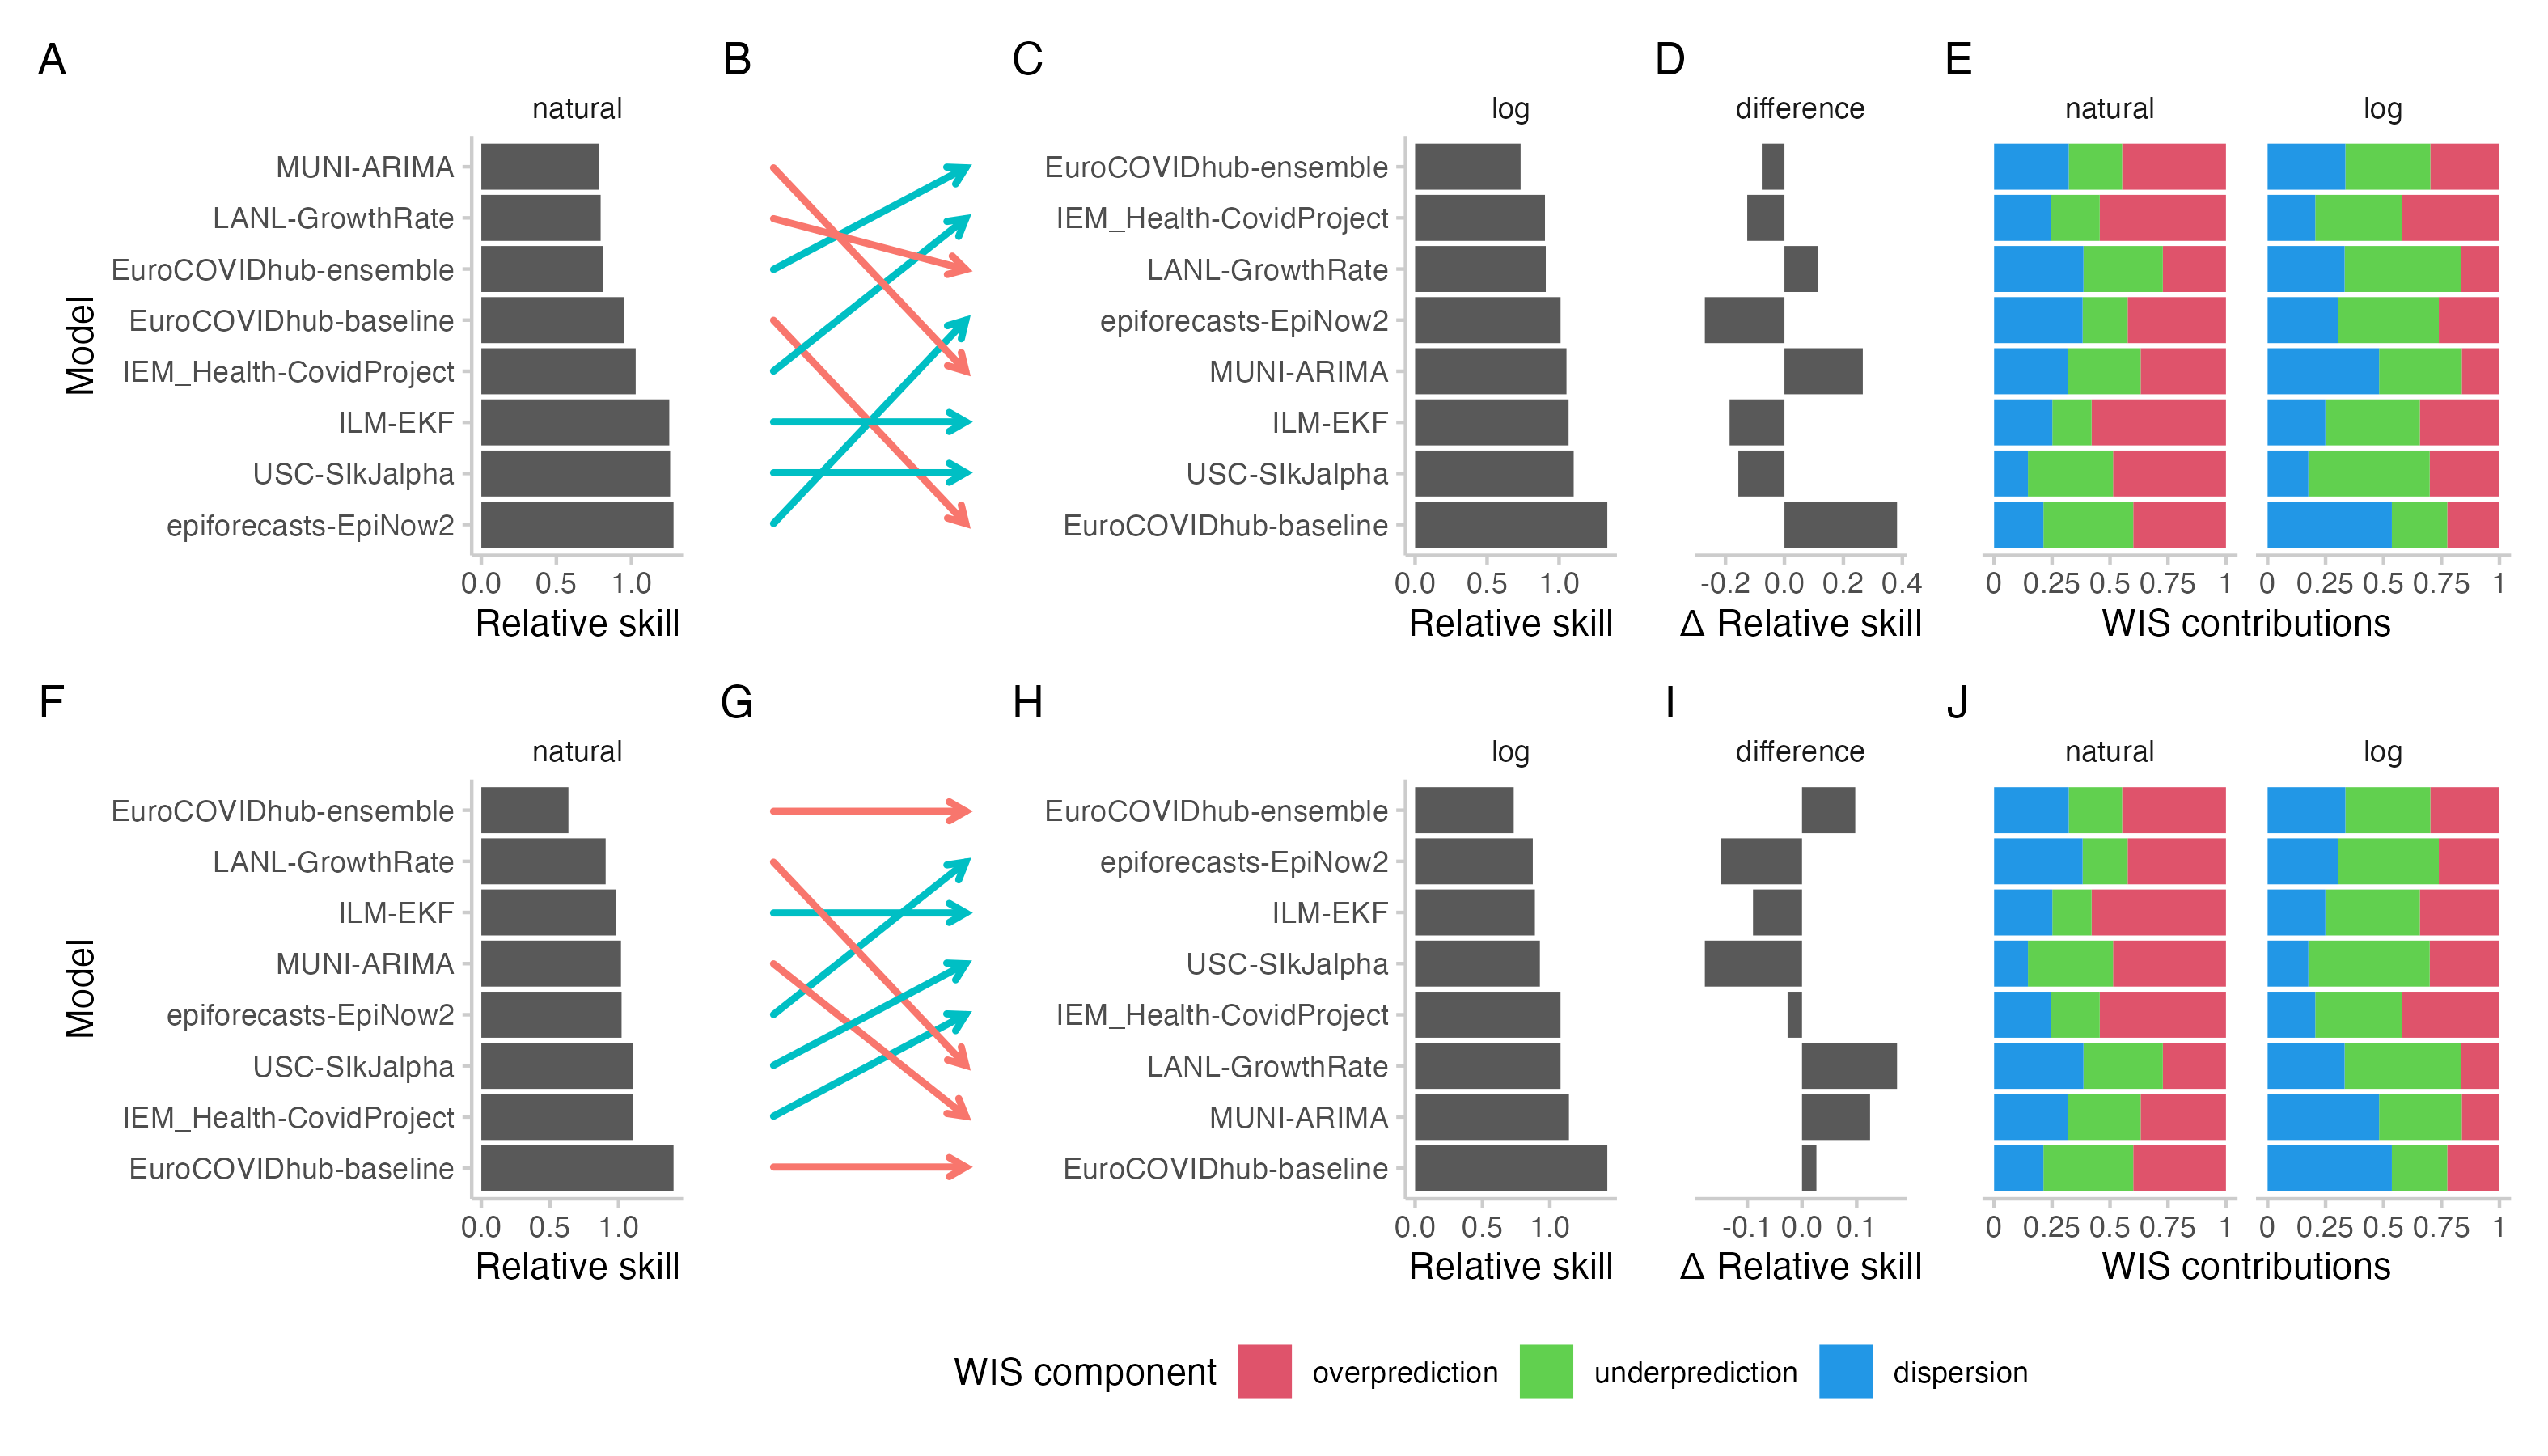 A
B
C
D
E
natural
log
difference
natural
log
Model
MUNI-ARIMA
LANL-GrowthRate
EuroCOVIDhub-ensemble
EuroCOVIDhub-baseline
IEM_Health-CovidProject
ILM-EKF
USC-SIkJalpha
epiforecasts-EpiNow2
EuroCOVIDhub-ensemble
IEM_Health-CovidProject
LANL-GrowthRate
epiforecasts-EpiNow2
MUNI-ARIMA
ILM-EKF
USC-SIkJalpha
EuroCOVIDhub-baseline
0.0 0.5 1.0
0.0 0.5 1.0
-0.2 0.0 0.2 0.4
0 0.25 0.5 0.75 1
0 0.25 0.5 0.75 1
Relative skill
Relative skill
Δ Relative skill
WIS contributions
F
G
H
I
J
natural
log
difference
natural
log
Model
EuroCOVIDhub-ensemble
LANL-GrowthRate
ILM-EKF
MUNI-ARIMA
epiforecasts-EpiNow2
USC-SIkJalpha
IEM_Health-CovidProject
EuroCOVIDhub-baseline
EuroCOVIDhub-ensemble
epiforecasts-EpiNow2
ILM-EKF
USC-SIkJalpha
IEM_Health-CovidProject
LANL-GrowthRate
MUNI-ARIMA
EuroCOVIDhub-baseline
0.0 0.5 1.0
0.0 0.5 1.0
-0.1 0.0 0.1
0 0.25 0.5 0.75 1
0 0.25 0.5 0.75 1
Relative skill
Relative skill
Δ Relative skill
WIS contributions
WIS component overprediction underprediction dispersion